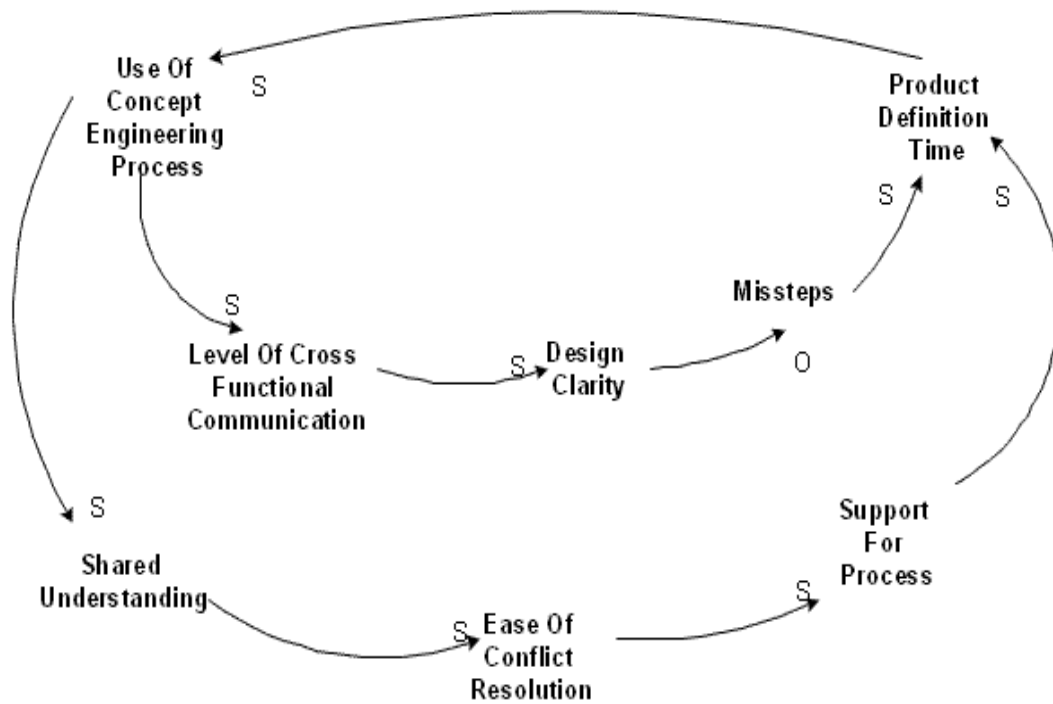 Use Of
Concept
Engineering
Process
S
Product
Definition
Time
S
S
Missteps
O
S
Level Of Cross
Functional
Communication
S
Design
Clarity
S
Shared
Understanding
S
Ease Of
Conflict
Resolution
S
Support
For
Process